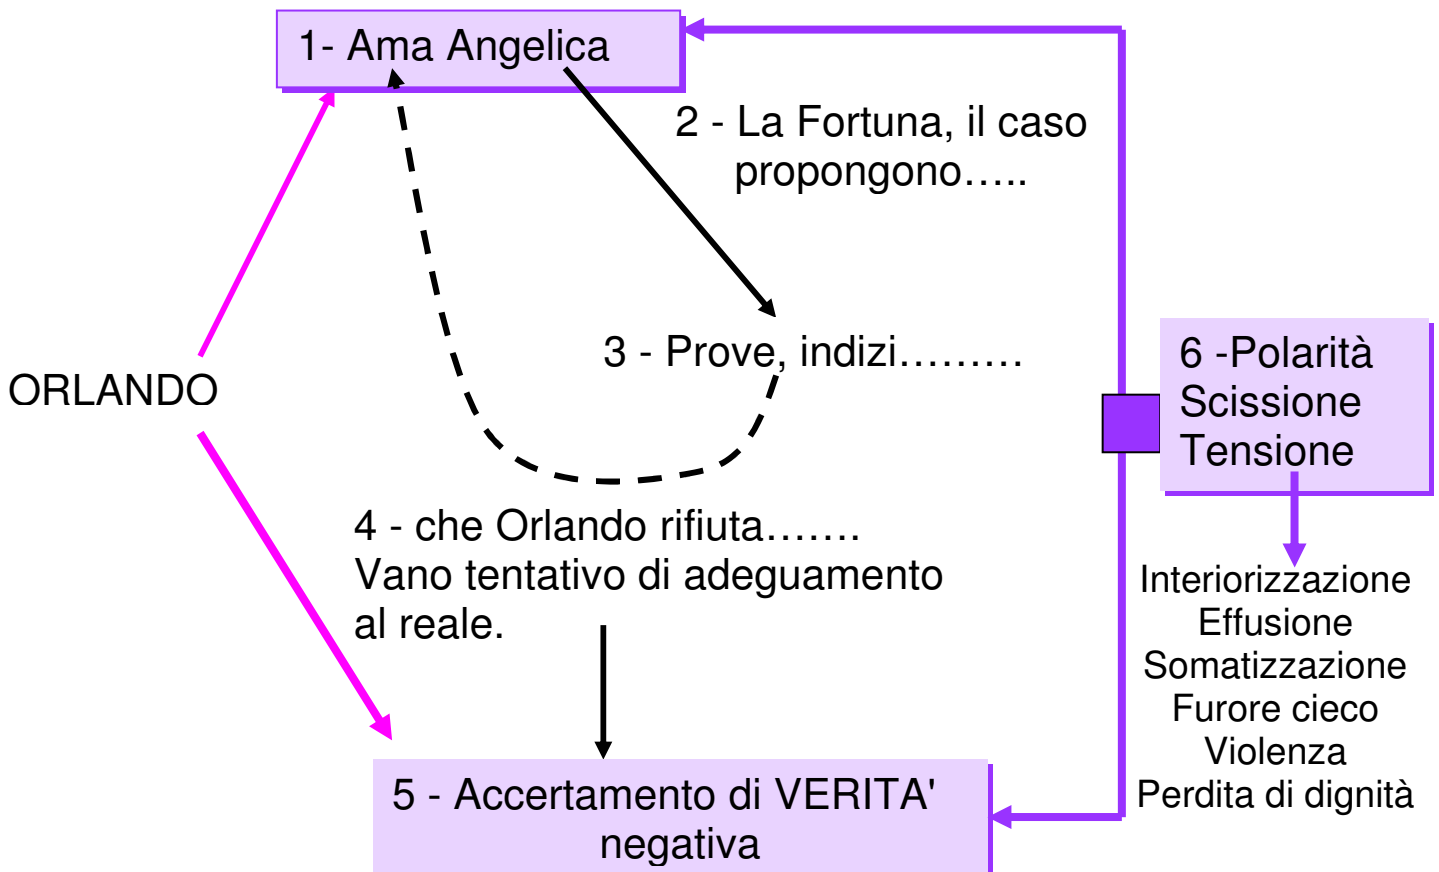 1- Ama Angelica
2 - La Fortuna, il caso
propongono…..
3 - Prove, indizi………
ORLANDO
4 - che Orlando rifiuta…….
Vano tentativo di adeguamento
al reale.
5 - Accertamento di VERITA'
negativa
6 -Polarità
Scissione
Tensione
Interiorizzazione
Effusione
Somatizzazione
Furore cieco
Violenza
Perdita di dignità